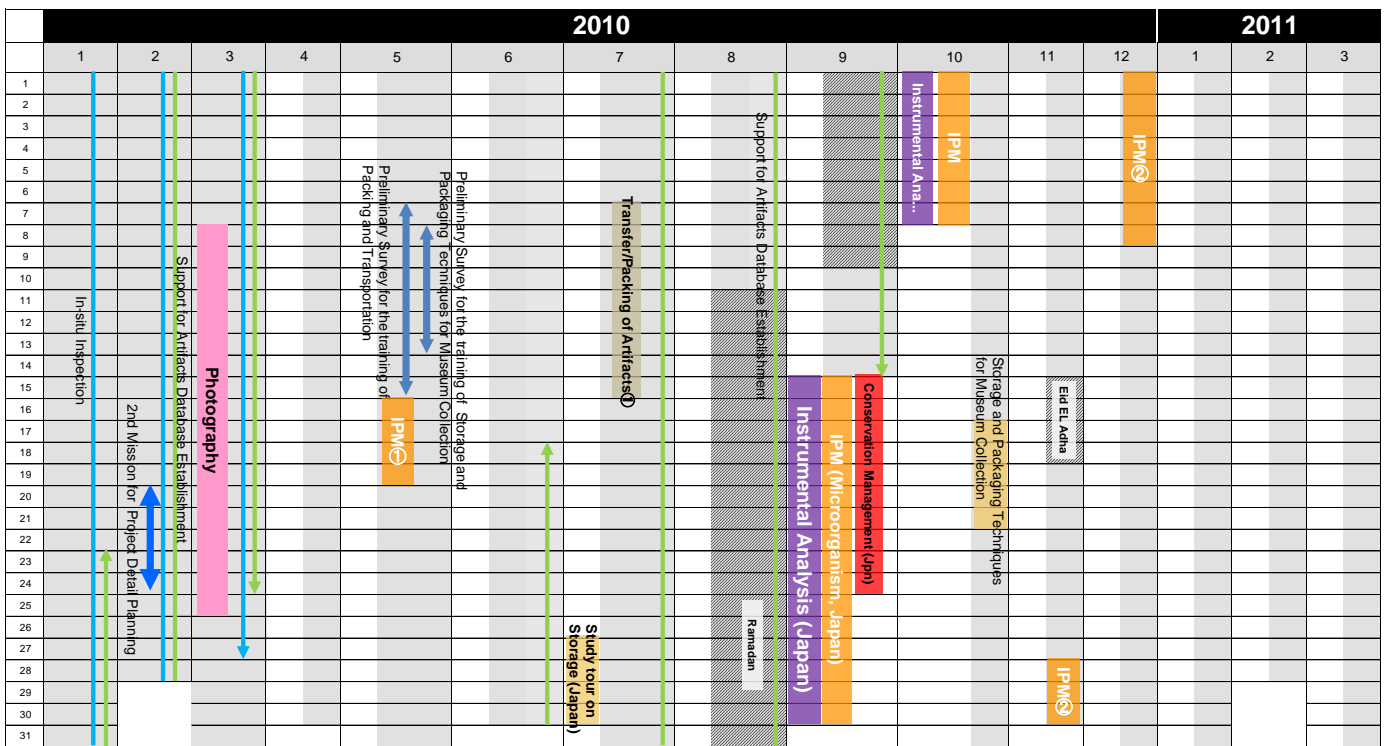 2010
2011
1
2
3
4
5
6
7
8
9
10
11
12
1
2
3
1
2
3
4
5
6
7
8
9
10
11
12
13
14
15
16
17
18
19
20
21
22
23
24
25
26
27
28
29
30
31
In-situ Inspection
2nd Misson for Project Detail Planning
Support for Artifacts Database Establishment
Photography
Preliminary Survey for the training of
Packing and Transportation
IPM①
Preliminary Survey for the training of Storage and
Packaging Techniques for Museum Collection
Study tour on
Storage (Japan)
Transfer/Packing of Artifacts①
Support for Artifacts Database Establishment
Ramadan
Instrumental Analysis (Japan)
IPM (Microorganism, Japan)
Conservation Management (Jpn)
Instrumental Ana...
IPM
Storage and Packaging Techniques
for Museum Collection
Eid EL Adha
IPM②
IPM②